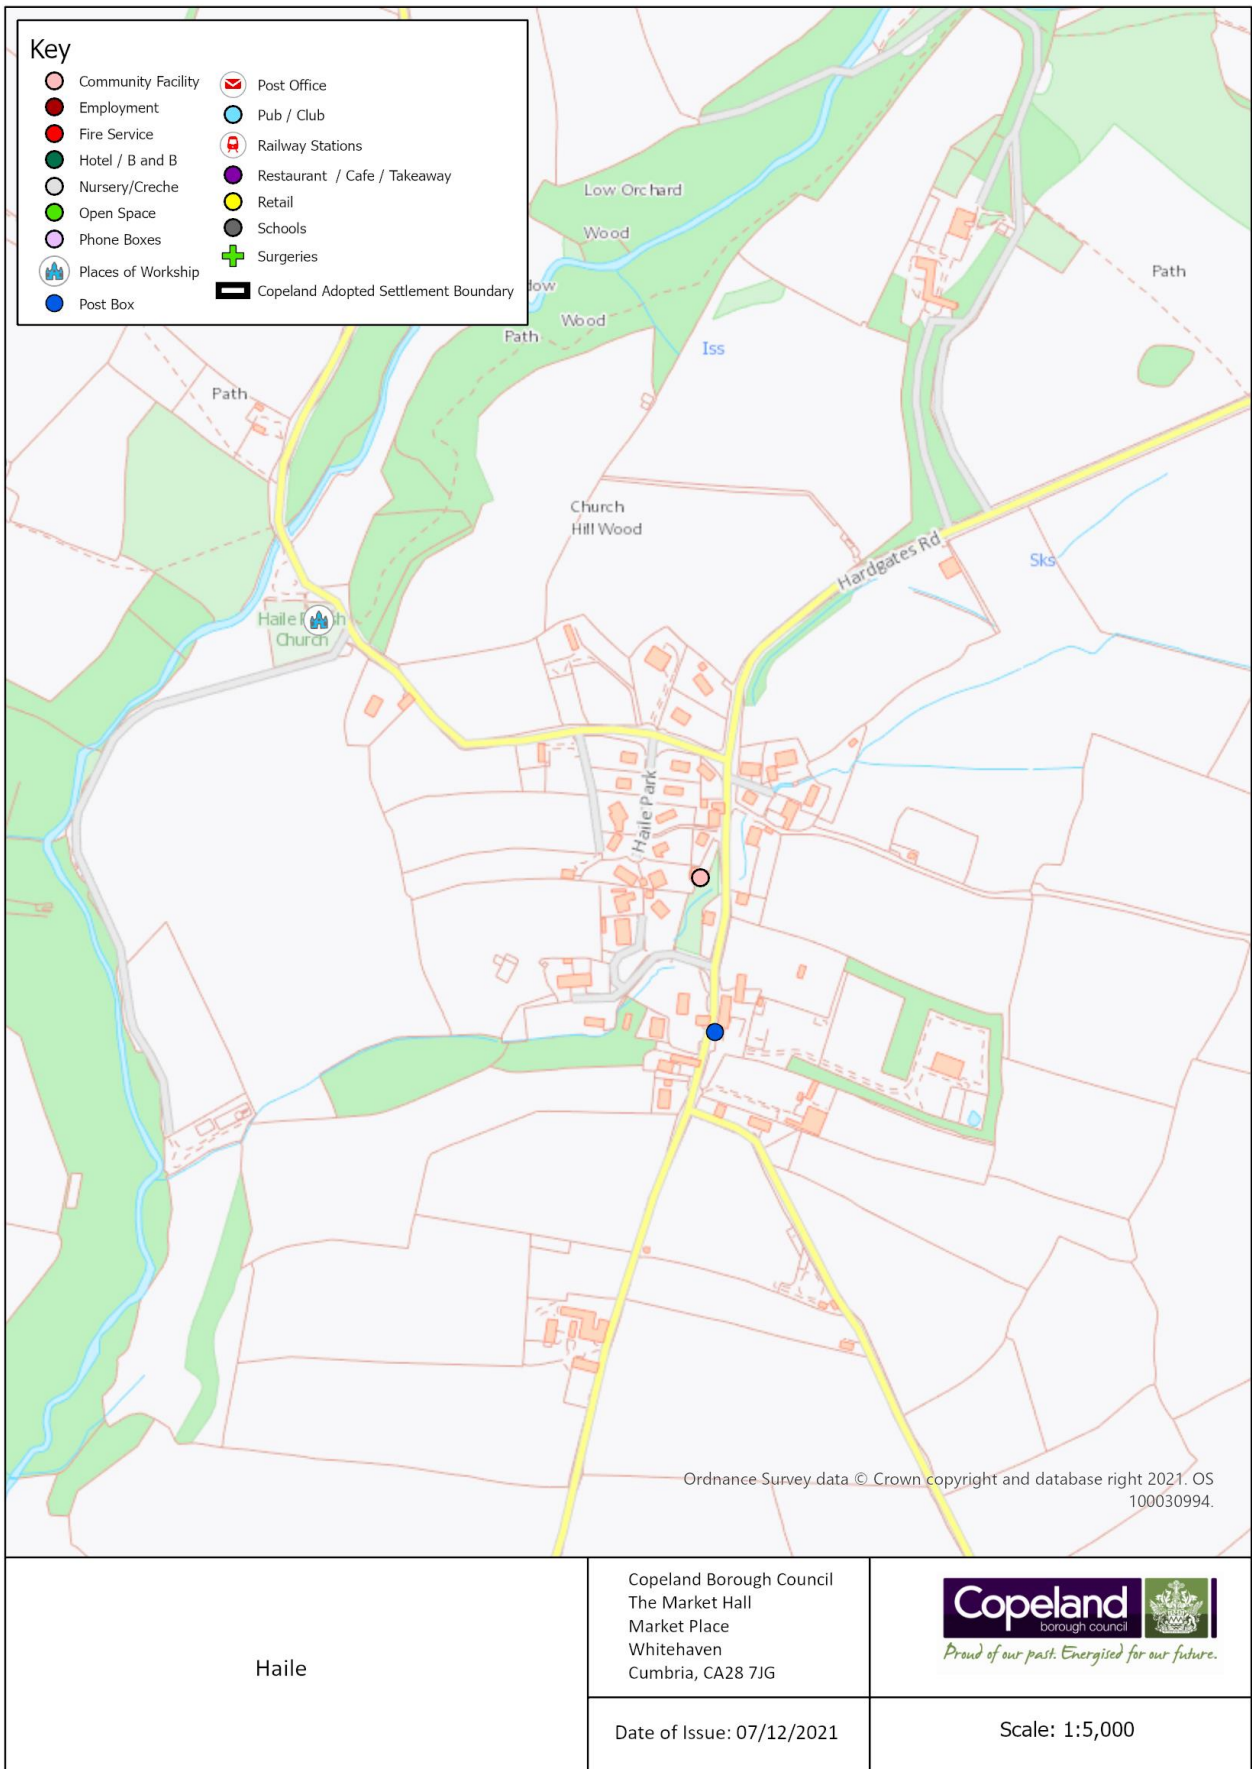 Key
Community Facility
Employment
Fire Service
Hotel / B and B
Nursery/Creche
Open Space
Phone Boxes
Places of Workship
Post Box
Post Office
Pub / Club
Railway Stations
Restaurant / Cafe / Takeaway
Retail
Schools
Surgeries
Copeland Adopted Settlement Boundary
Low Orchard
Wood
Wood
Path
Path
Iss
Path
Church
Hill Wood
Hardgates Rd
Sks
Haile
Church
Haile Park
Ordnance Survey data © Crown copyright and database right 2021. OS
100030994.
Haile
Copeland Borough Council
The Market Hall
Market Place
Whitehaven
Cumbria, CA28 7JG
Date of Issue: 07/12/2021
Copeland
borough council
Proud of our past. Energised for our future.
Scale: 1:5,000